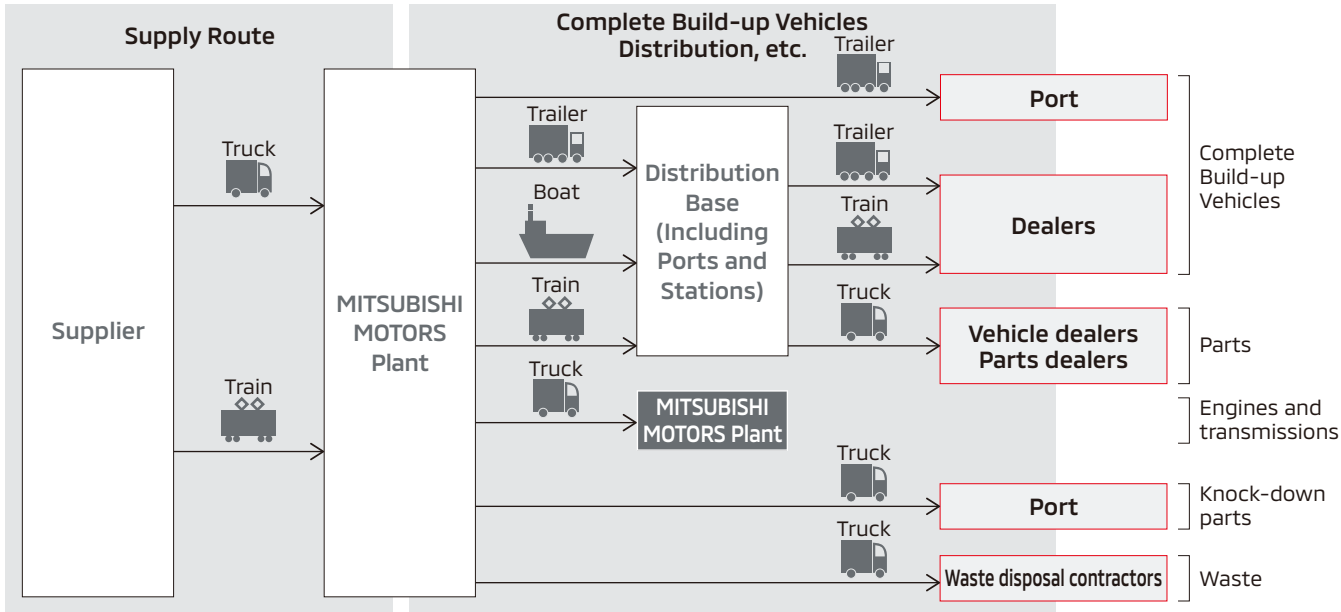 Supply Route
Complete Build-up Vehicles
Distribution, etc.
Supplier
Truck
Train
MITSUBISHI
MOTORS
Plant
Trailer
Trailer
Boat
Train
Truck
Distribution
Base
(Including
Ports and
Stations)
Trailer
Train
Truck
MITSUBISHI
MOTORS Plant
Truck
Truck
Port
Dealers
Vehicle dealers
Parts dealers
Port
Waste disposal contractors
Complete
Build-up
Vehicles
Parts
Engines and
transmissions
Knock-down
parts
Waste